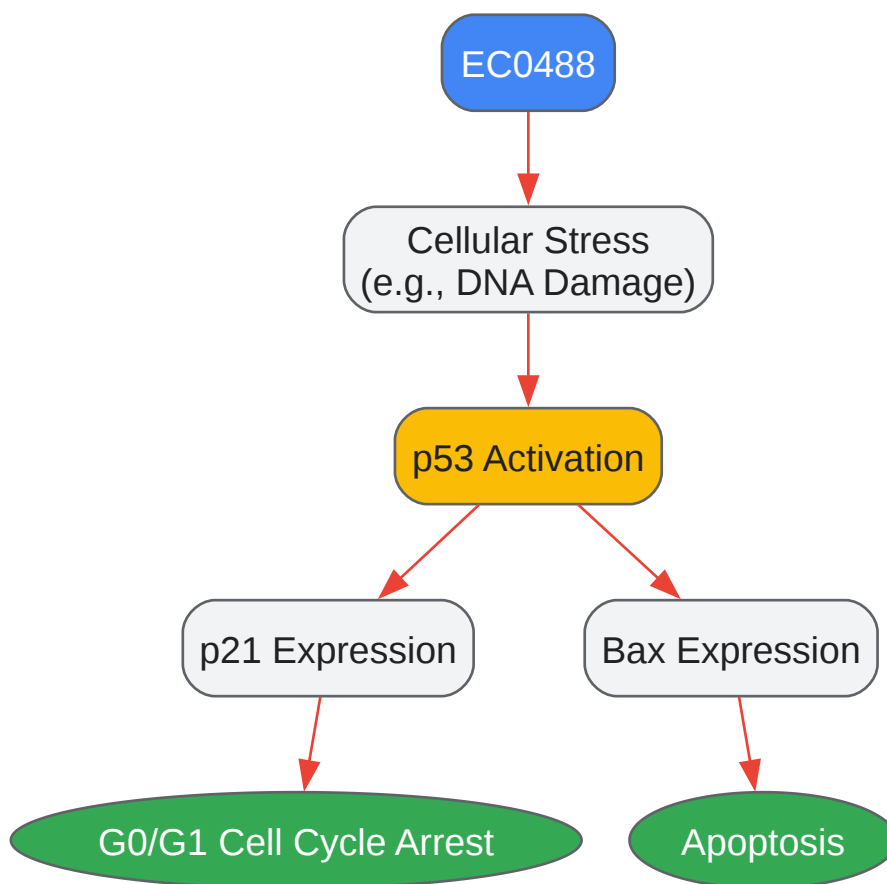 EC0488
Cellular Stress
(e.g., DNA Damage)
p53 Activation
p21 Expression
Bax Expression
G0/G1 Cell Cycle Arrest
Apoptosis